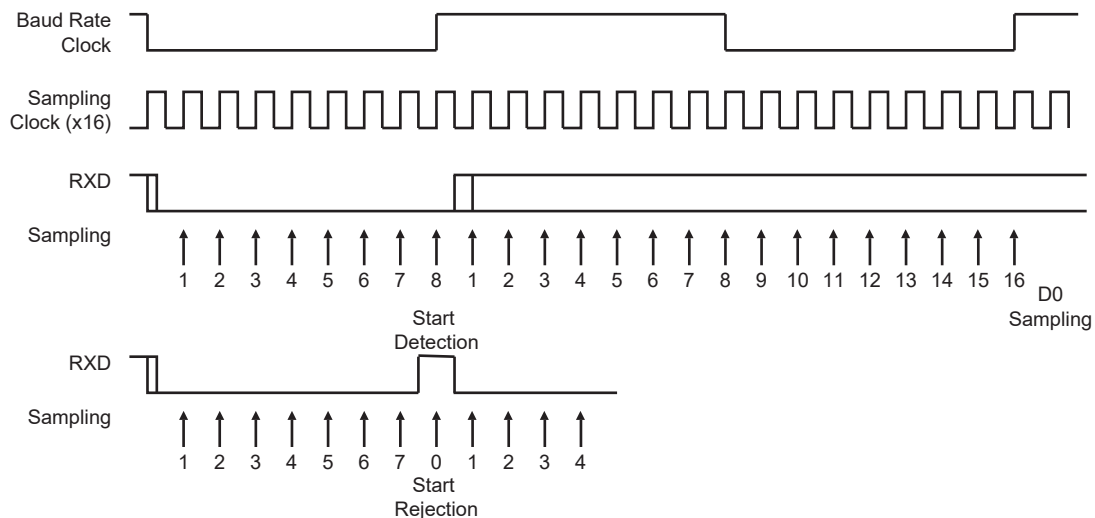 Baud Rate
Clock
Sampling
Clock (x16)
RXD
Sampling
1 2 3 4 5 6 7 8 1 2 3 4 5 6 7 8 9 10 11 12 13 14 15 16
D0
Sampling
Start
Detection
RXD
Sampling
1 2 3 4 5 6 7 0 1 2 3 4
Start
Rejection